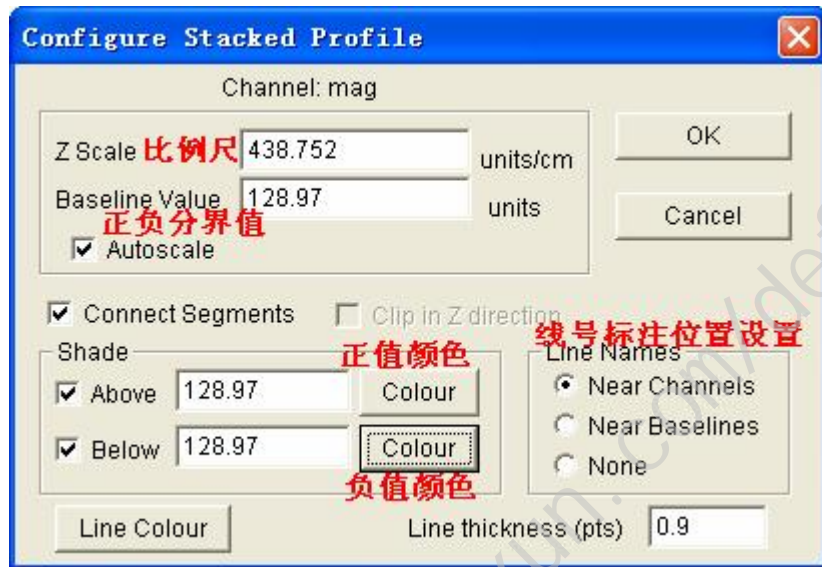 Configure Stacked Profile
Channel: mag
Z Scale 比例尺 438.752 units/cm
OK
Baseline Value 128.97 units
正负分界值
Cancel
Autoscale
Connect Segments
Clip in Z direction
线号标注位置设置
Shade
正值颜色
Line Names
Above 128.97 Colour
Near Channels
Near Baselines
Below 128.97 Colour
None
负值颜色
Line Colour
Line thickness (pts) 0.9